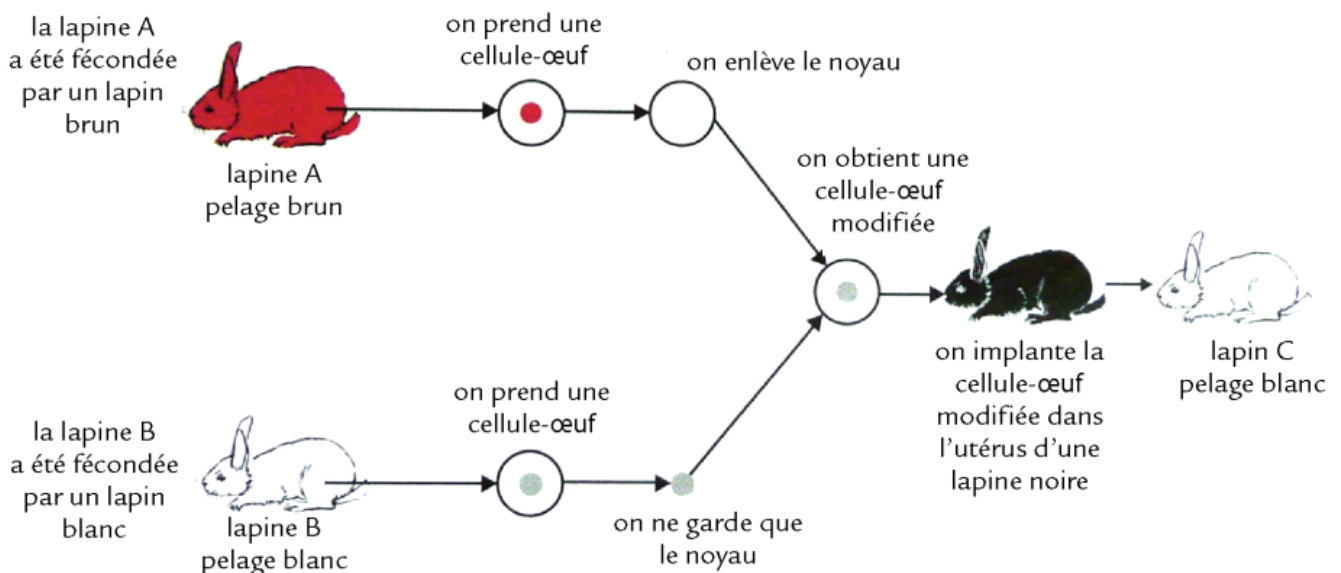 la lapine A
a été fécondée
par un lapin
brun
lapine A
pelage brun
on prend une
cellule-œuf
on enlève le noyau
on obtient une
cellule-œuf
modifiée
on implante la
cellule-œuf
modifiée dans
l'utérus d'une
lapine noire
lapin C
pelage blanc
la lapine B
a été fécondée
par un lapin
blanc
lapine B
pelage blanc
on prend une
cellule-œuf
on ne garde que
le noyau